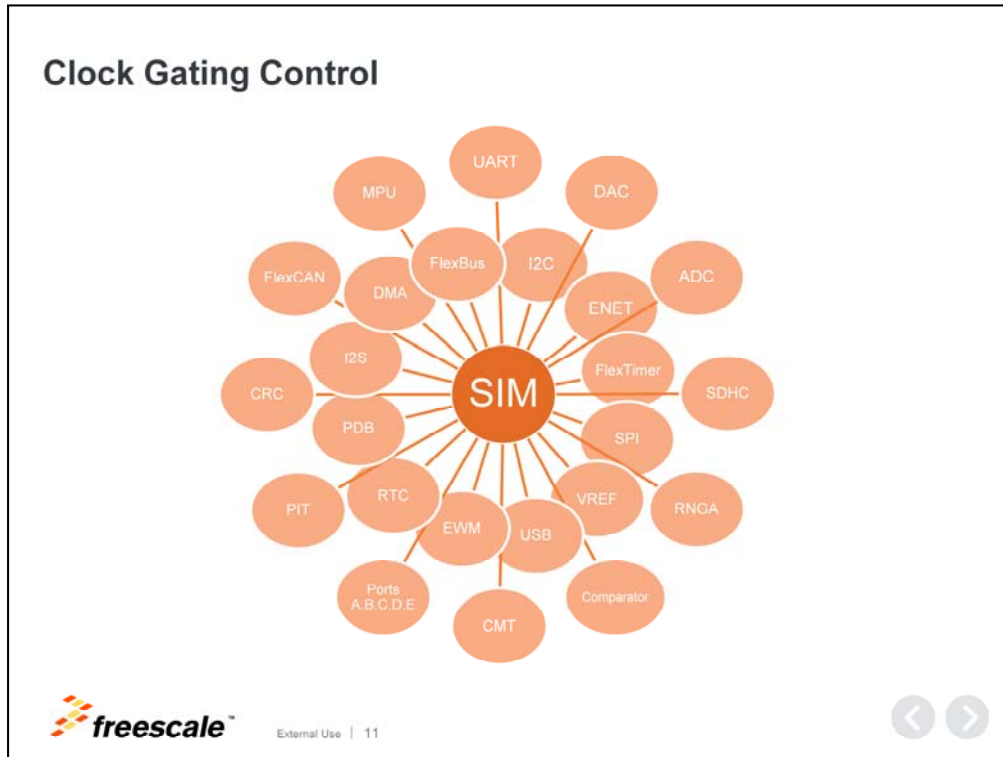 Clock Gating Control
UART
MPU
DAC
FlexBus
I2C
FlexCAN
DMA
ENET
ADC
I2S
FlexTimer
CRC
SIM
SDHC
PDB
SPI
PIT
RTC
VREF
RNGA
EWM
USB
Ports
A.B.C.D.E
Comparator
CMT
freescale™
External Use | 11